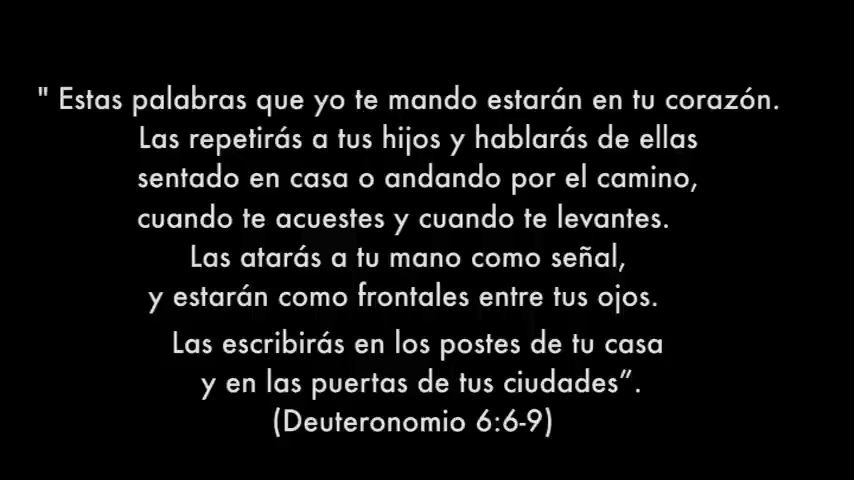 " Estas palabras que yo te mando estarán en tu corazón.
Las repetirás a tus hijos y hablarás de ellas
sentado en casa o andando por el camino,
cuando te acuestes y cuando te levantes.
Las atarás a tu mano como señal,
y estarán como frontales entre tus ojos.
Las escribirás en los postes de tu casa
y en las puertas de tus ciudades”.
(Deuteronomio 6:6-9)